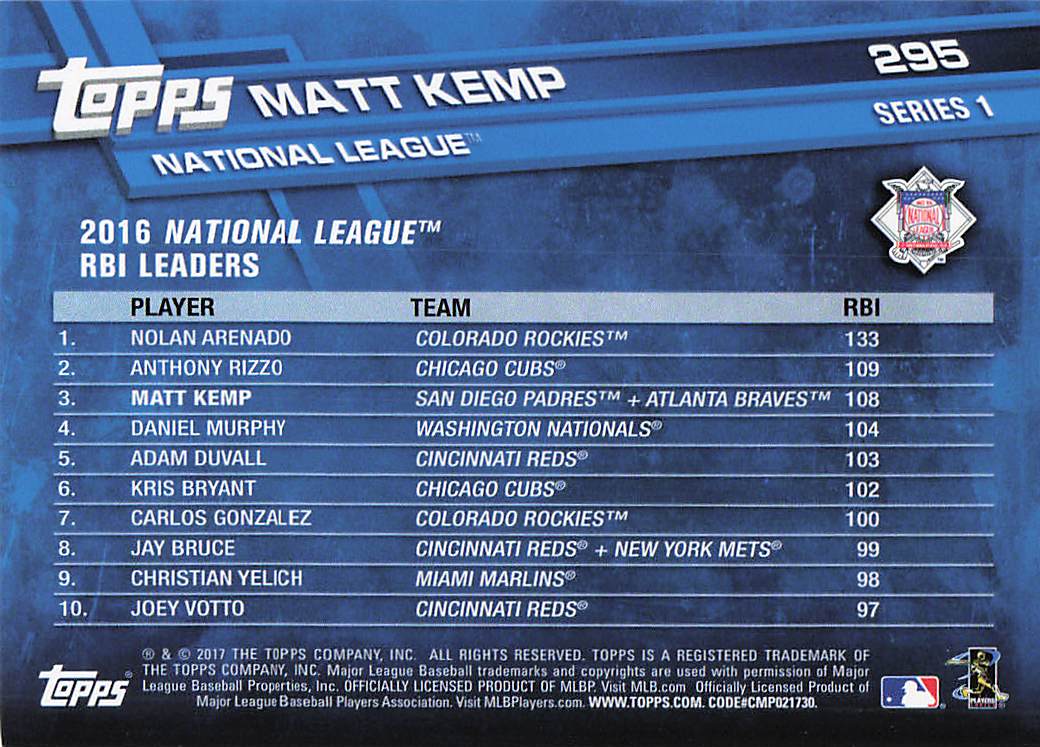 topps MATT KEMP 295
NATIONAL LEAGUE™ SERIES 1
NATIONAL
2016 NATIONAL LEAGUE™
RBI LEADERS
PLAYER TEAM RBI
1. NOLAN ARENADO COLORADO ROCKIES™ 133
2. ANTHONY RIZZO CHICAGO CUBS® 109
3. MATT KEMP SAN DIEGO PADRES™ + ATLANTA BRAVES™ 108
4. DANIEL MURPHY WASHINGTON NATIONALS® 104
5. ADAM DUVALL CINCINNATI REDS® 103
6. KRIS BRYANT CHICAGO CUBS® 102
7. CARLOS GONZALEZ COLORADO ROCKIES™ 100
8. JAY BRUCE CINCINNATI REDS® + NEW YORK METS® 99
9. CHRISTIAN YELICH MIAMI MARLINS® 98
10. JOEY VOTTO CINCINNATI REDS® 97
® & © 2017 THE TOPPS COMPANY, INC. ALL RIGHTS RESERVED. TOPPS IS A REGISTERED TRADEMARK OF
THE TOPPS COMPANY, INC. Major League Baseball trademarks and copyrights are used with permission of Major
League Baseball Properties, Inc. OFFICIALLY LICENSED PRODUCT OF MLBP. Visit MLB.com Officially Licensed Product of
Major League Baseball Players Association. Visit MLBPlayers.com. WWW.TOPPS.COM. CODE#CMP021730.
topps®
PLAYERS